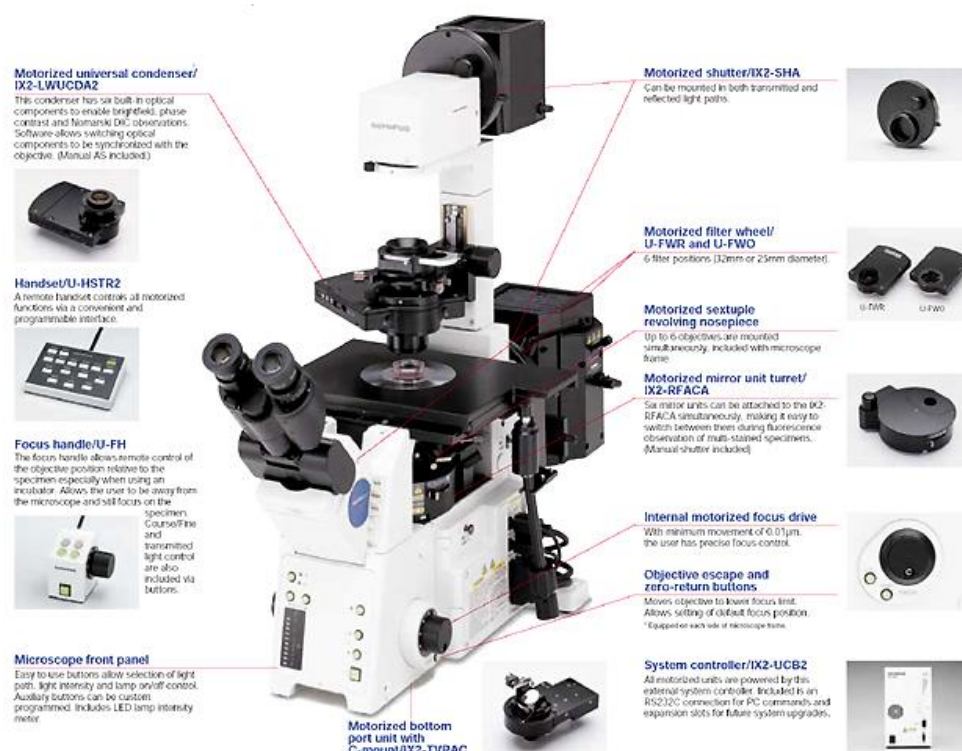 Motorized universal condenser/
IX2-LWUCDA2
This condenser has six built-in optical
components to enable brightfield, phase
contrast and Nomarski DIC observations.
Software allows switching optical
components to be synchronized with the
objective. (Manual AS included.)
Handset/U-HSTR2
A remote handset controls all motorized
functions via a convenient and
programmable interface.
Focus handle/U-FH
The focus handle allows remote control of
the objective position relative to the
specimen especially when using an
incubator. Allows the user to be away from
the microscope and still focus on the
specimen.
Course/Fine
and
transmitted
light control
are also
included via
buttons.
Microscope front panel
Easy to use buttons allow selection of light
path, light intensity and lamp on/off control.
Auxiliary buttons can be custom
programmed. Includes LED lamp intensity
meter.
OLYMPUS
Motorized bottom
port unit with
C-mount/IX2-TVPAC
Motorized shutter/IX2-SHA
Can be mounted in both transmitted and
reflected light paths.
Motorized filter wheel/
U-FWR and U-FWO
6 filter positions (32mm or 25mm diameter).
U-FWR U-FWO
Motorized sextuple
revolving nosepiece
Up to 6 objectives are mounted
simultaneously, included with microscope
frame
Motorized mirror unit turret/
IX2-RFACA
Six mirror units can be attached to the IX2-
RFACA simultaneously, making it easy to
switch between them during fluorescence
observation of multi-stained specimens.
(Manual shutter included)
Internal motorized focus drive
With minimum movement of 0.01µm,
the user has precise focus control.
Objective escape and
zero-return buttons
Moves objective to lower focus limit.
Allows setting of default focus position.
* Equipped on each side of microscope frame.
System controller/IX2-UCB2
All motorized units are powered by this
external system controller. Included is an
RS232C connection for PC commands and
expansion slots for future system upgrades.